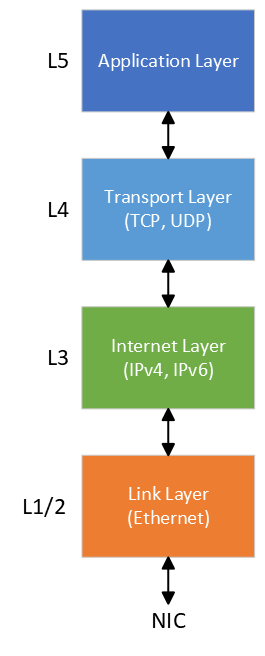 L5
Application Layer
L4
Transport Layer
(TCP, UDP)
L3
Internet Layer
(IPv4, IPv6)
L1/2
Link Layer
(Ethernet)
NIC